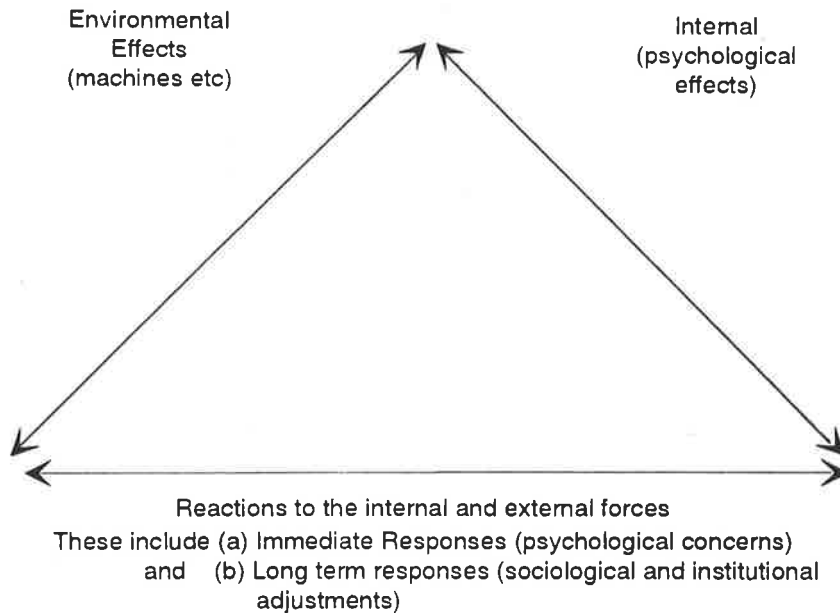 Environmental
Effects
(machines etc)
Internal
(psychological
effects)
Reactions to the internal and external forces
These include (a) Immediate Responses (psychological concerns)
and (b) Long term responses (sociological and institutional
adjustments)